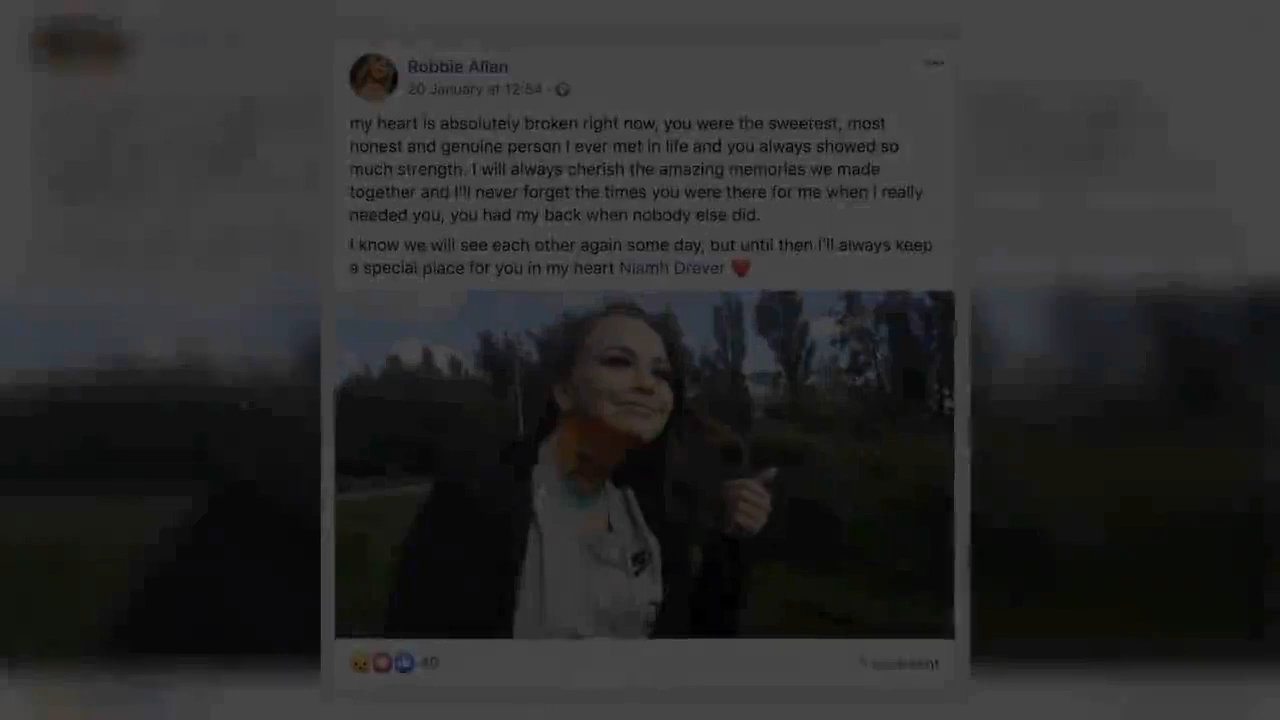 Robbie Allan
20 January at 12:54 ·
my heart is absolutely broken right now, you were the sweetest, most
honest and genuine person I ever met in life and you always showed so
much strength. I will always cherish the amazing memories we made
together and I'll never forget the times you were there for me when I really
needed you, you had my back when nobody else did.
I know we will see each other again some day, but until then I'll always keep
a special place for you in my heart Niamh Drever ❤️
40
1 comment